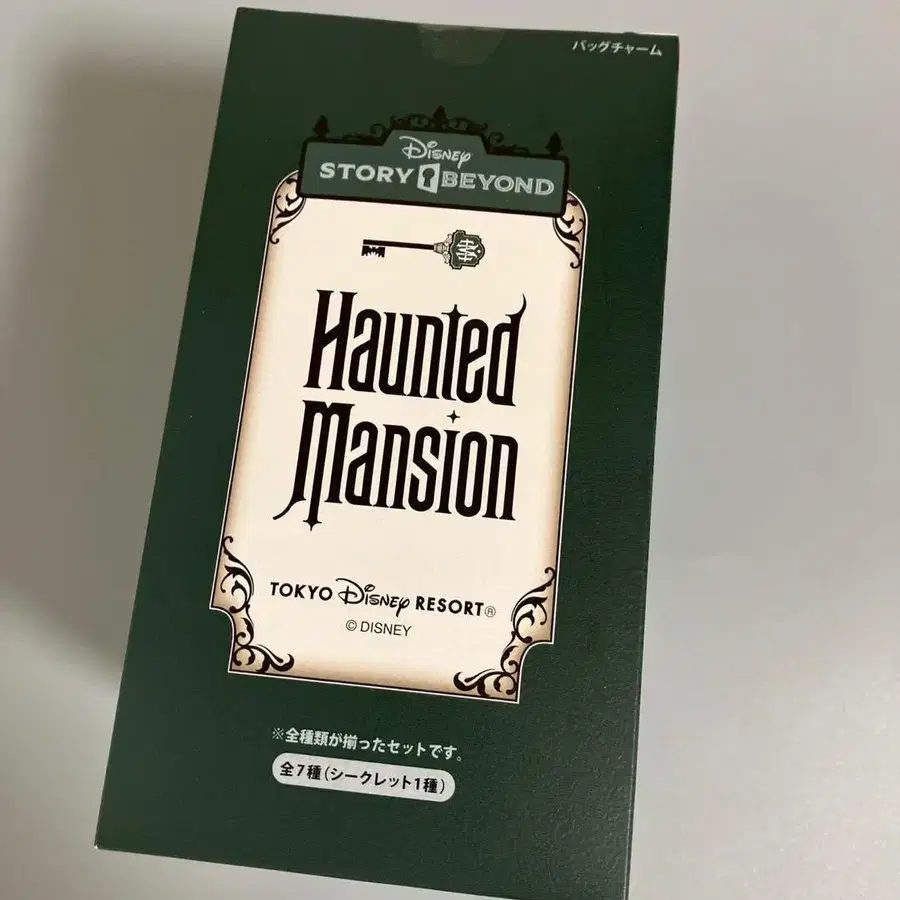 バッグチャーム
Disney
STORY BEYOND
Haunted
Mansion
TOKYO Disney RESORT®
© DISNEY
※全種類が揃ったセットです。
全7種(シークレット1種)